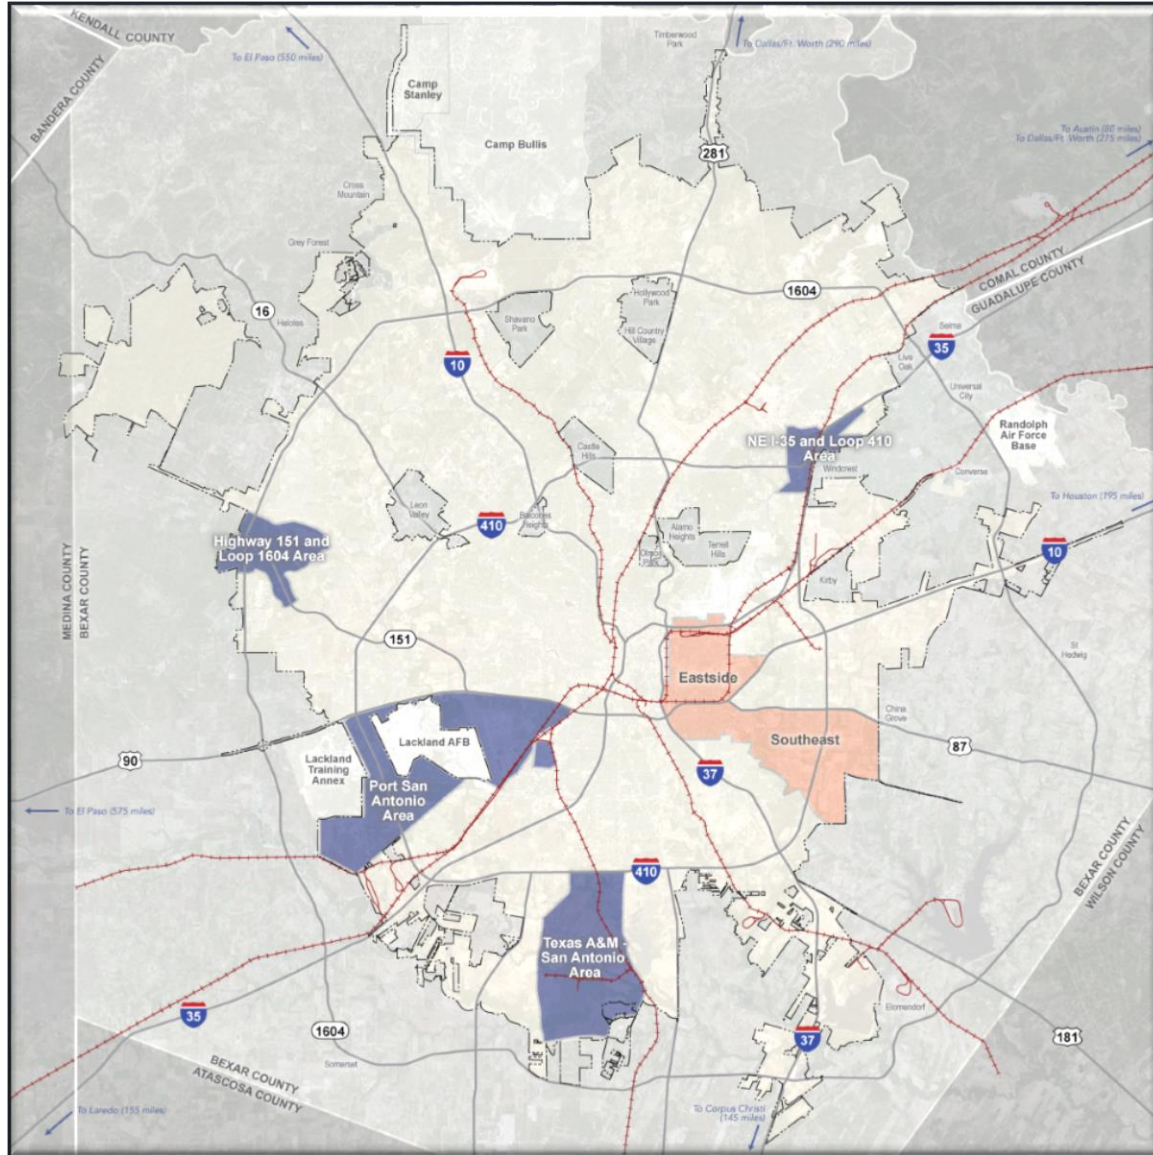 KENDALL COUNTY
BANDERA COUNTY
To El Paso (550 miles)
Timberwood
Park
To Dallas/Ft. Worth (290 miles)
Camp
Stanley
Camp Bullis
281
To Austin (80 miles)
To Dallas/Ft. Worth (275 miles)
Cross
Mountain
Grey Forest
COMAL COUNTY
GUADALUPE COUNTY
16
Helotes
Hollywood
Park
1604
Shavano
Park
Hill Country
Village
Selma
35
10
Live
Oak
Universal
City
Randolph
Air Force
Base
NE I-35 and Loop 410
Area
Castle
Hills
Windcrest
Converse
To Houston (195 miles)
Leon
Valley
410
Balcones
Heights
Alamo
Heights
Olmos
Park
Terrell
Hills
Highway 151 and
Loop 1604 Area
10
Kirby
MEDINA COUNTY
BEXAR COUNTY
151
St
Hedwig
Eastside
China
Grove
Southeast
Lackland AFB
87
90
Lackland
Training
Annex
37
Port San
Antonio
Area
To El Paso (575 miles)
410
BEXAR COUNTY
WILSON COUNTY
Texas A&M -
San Antonio
Area
Elmendorf
35
1604
37
181
Somerset
BEXAR COUNTY
ATASCOSA COUNTY
To Laredo (155 miles)
To Corpus Christi
(145 miles)